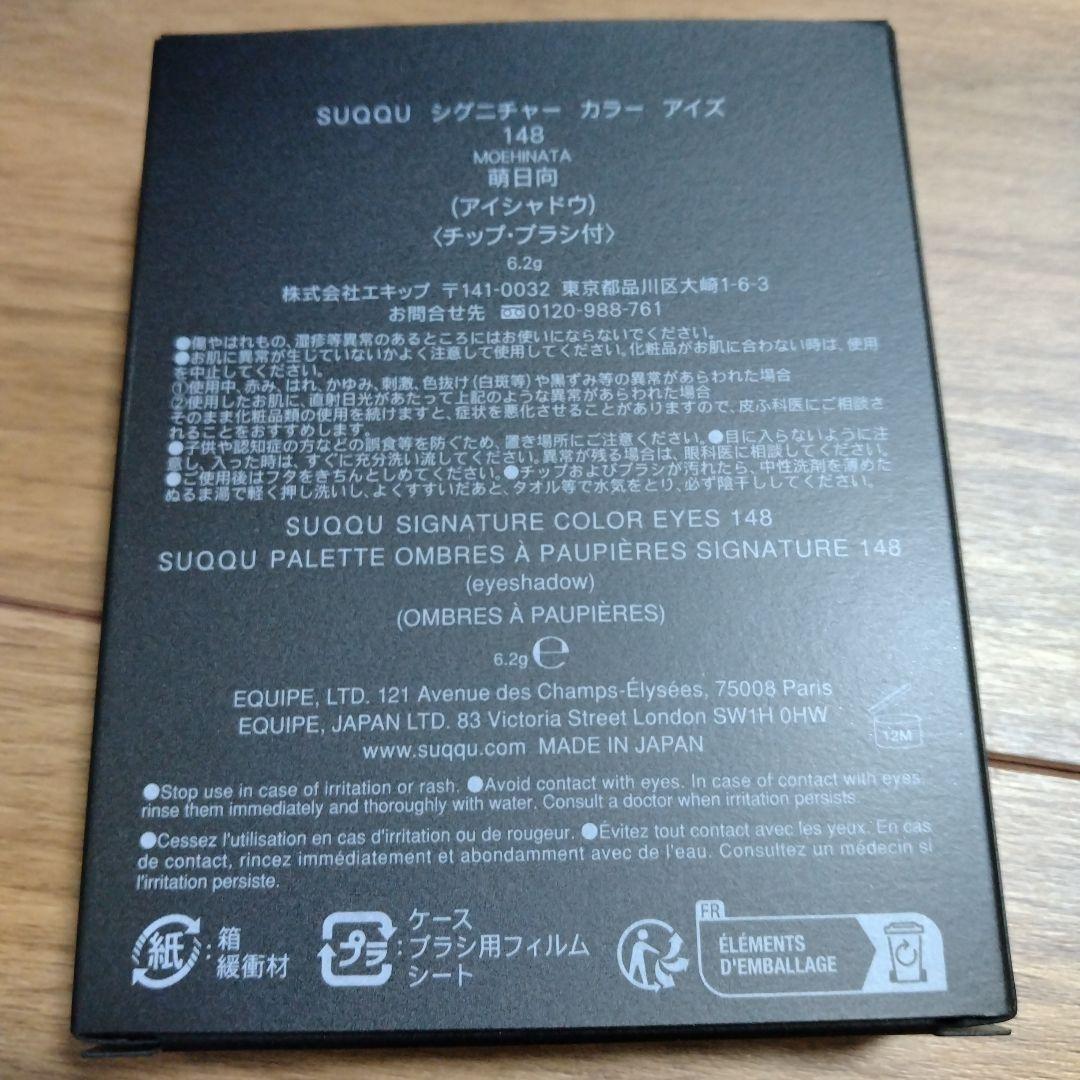 SUQQU シグニチャー カラー アイズ
148
MOEHINATA
萌日向
(アイシャドウ)
〈チップ・ブラシ付〉
6.2g
株式会社エキップ 〒141-0032 東京都品川区大崎1-6-3
お問合せ先 0120-988-761
●傷やはれもの、湿疹等異常のあるところにはお使いにならないでください。
●お肌に異常が生じていないかよく注意して使用してください。化粧品がお肌に合わない時は、使用
を中止してください。
①使用中、赤み、はれ、かゆみ、刺激、色抜け(白斑等)や黒ずみ等の異常があらわれた場合
②使用したお肌に、直射日光があたって上記のような異常があらわれた場合
そのまま化粧品類の使用を続けますと、症状を悪化させることがありますので、皮ふ科医にご相談さ
れることをおすすめします。
●子供や認知症の方などの誤食等を防ぐため、置き場所にご注意ください。●目に入らないように注
意し、入った時は、すぐに充分洗い流してください。異常が残る場合は、眼科医に相談してください。
●ご使用後はフタをきちんとしめてください。●チップおよびブラシが汚れたら、中性洗剤を薄めた
ぬるま湯で軽く押し洗いし、よくすすいだあと、タオル等で水気をとり、必ず陰干ししてください。
SUQQU SIGNATURE COLOR EYES 148
SUQQU PALETTE OMBRES À PAUPIÈRES SIGNATURE 148
(eyeshadow)
(OMBRES À PAUPIÈRES)
6.2g ℮
EQUIPE, LTD. 121 Avenue des Champs-Élysées, 75008 Paris
EQUIPE, JAPAN LTD. 83 Victoria Street London SW1H 0HW
www.suqqu.com MADE IN JAPAN
12M
●Stop use in case of irritation or rash. ●Avoid contact with eyes. In case of contact with eyes,
rinse them immediately and thoroughly with water. Consult a doctor when irritation persists.
●Cessez l'utilisation en cas d'irritation ou de rougeur. ●Évitez tout contact avec les yeux. En cas
de contact, rincez immédiatement et abondamment avec de l'eau. Consultez un médecin si
l'irritation persiste.
紙 : 箱
緩衝材
プラ : ケース
ブラシ用フィルム
シート
FR
ÉLÉMENTS
D'EMBALLAGE